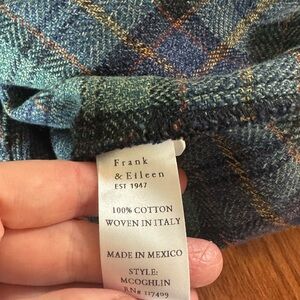 Frank
& Eileen
EST 1947
100% COTTON
WOVEN IN ITALY
MADE IN MEXICO
STYLE:
MCOGHLIN
RN# 117409